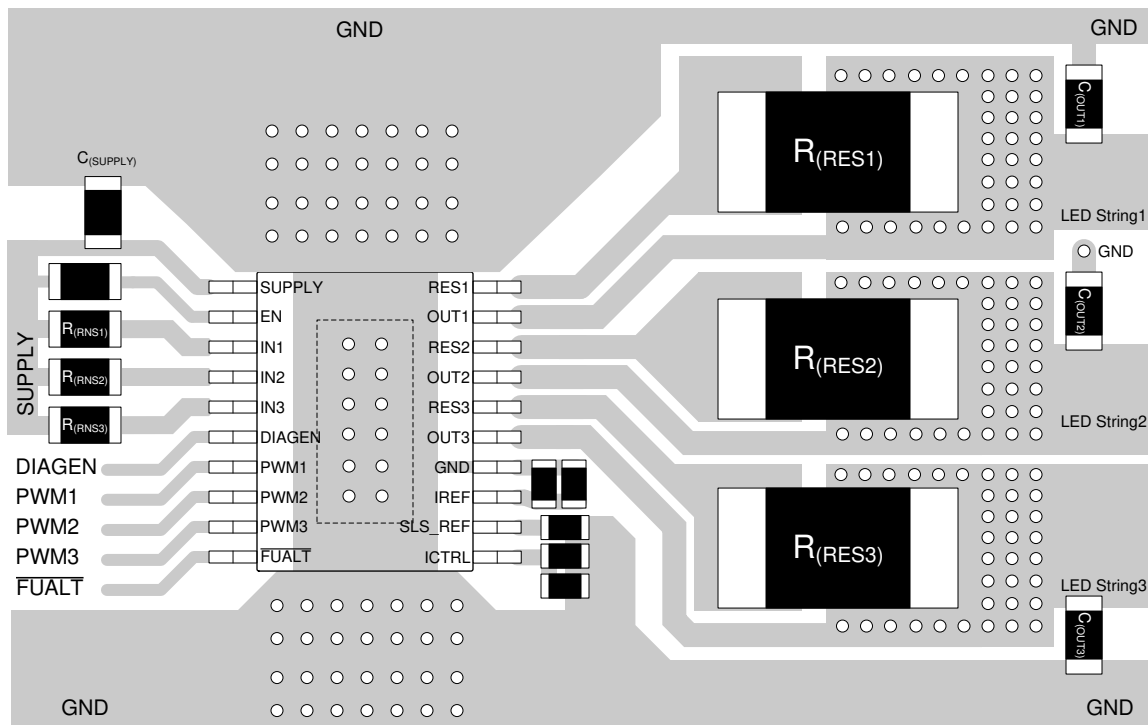 GND
GND
C(SUPPLY)
C(OUT1)
R(RES1)
LED String1
GND
SUPPLY
RES1
EN
OUT1
C(OUT2)
R(RNS1)
IN1
RES2
R(RES2)
SUPPLY
R(RNS2)
IN2
OUT2
R(RNS3)
IN3
RES3
LED String2
DIAGEN
OUT3
DIAGEN
PWM1
GND
PWM1
PWM2
IREF
PWM2
PWM3
SLS_REF
PWM3
FUALT
ICTRL
R(RES3)
FUALT
LED String3
C(OUT3)
GND
GND